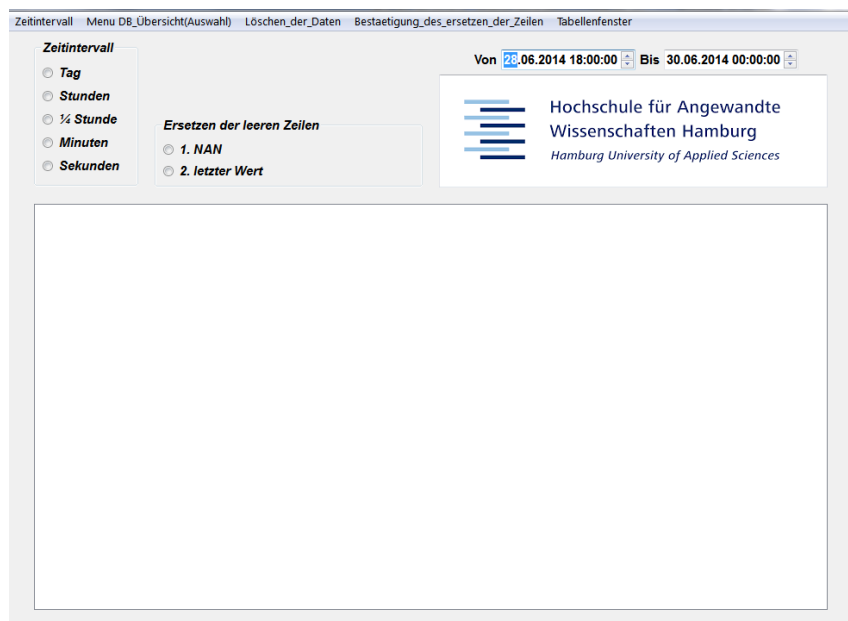 Zeitintervall Menu DB_Übersicht(Auswahl) Löschen_der_Daten Bestaetigung_des_ersetzen_der_Zeilen Tabellenfenster
Zeitintervall
Tag
Stunden
¼ Stunde
Minuten
Sekunden
Ersetzen der leeren Zeilen
1. NAN
2. letzter Wert
Von 28.06.2014 18:00:00 Bis 30.06.2014 00:00:00
Hochschule für Angewandte
Wissenschaften Hamburg
Hamburg University of Applied Sciences